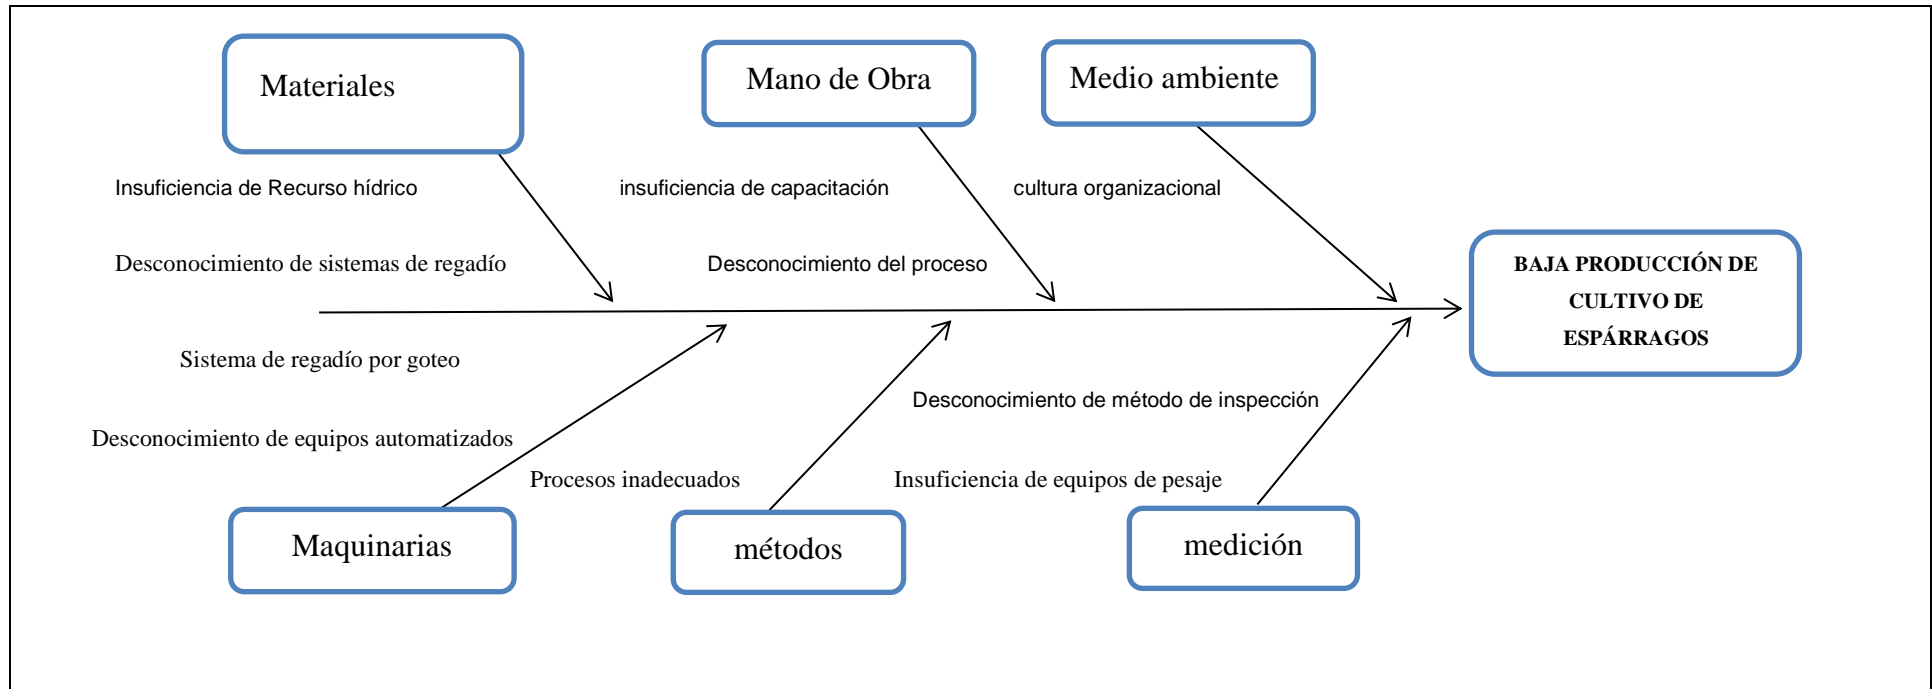 Materiales
Mano de Obra
Medio ambiente
Insuficiencia de Recurso hídrico
insuficiencia de capacitación
cultura organizacional
Desconocimiento de sistemas de regadío
Desconocimiento del proceso
BAJA PRODUCCIÓN DE
CULTIVO DE
ESPÁRRAGOS
Sistema de regadío por goteo
Desconocimiento de método de inspección
Desconocimiento de equipos automatizados
Procesos inadecuados
Insuficiencia de equipos de pesaje
Maquinarias
métodos
medición